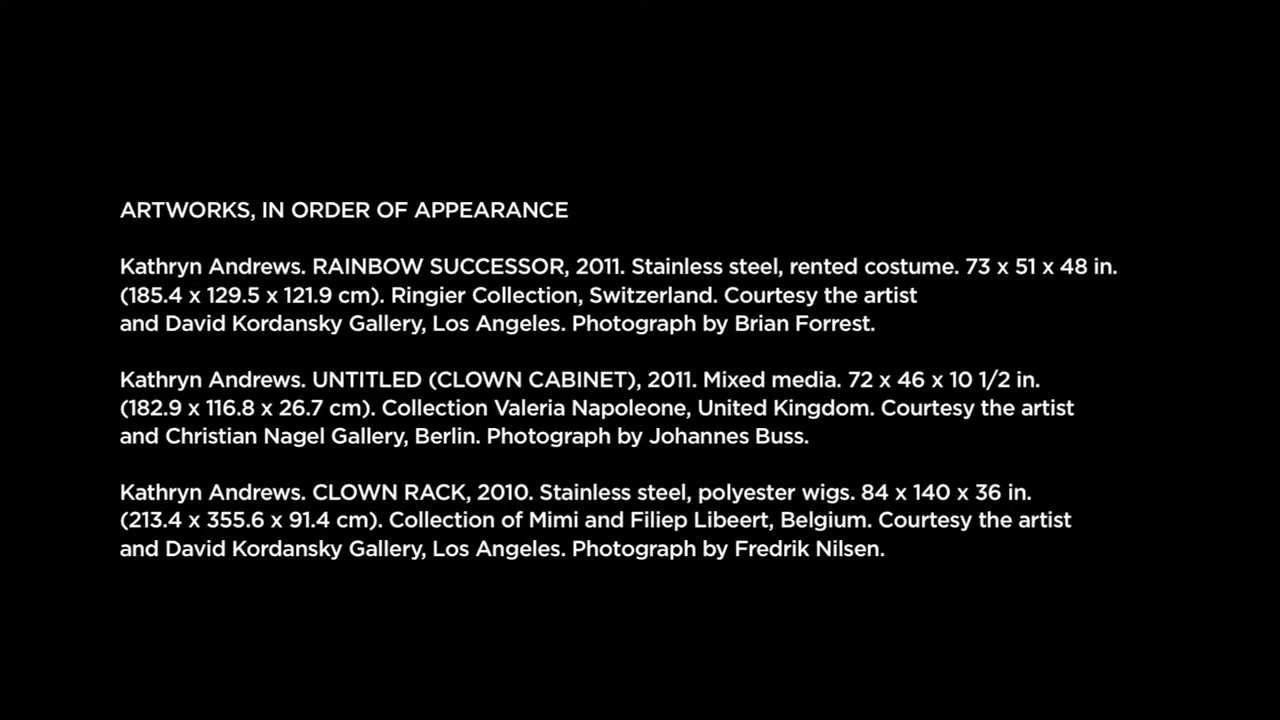 ARTWORKS, IN ORDER OF APPEARANCE
Kathryn Andrews. RAINBOW SUCCESSOR, 2011. Stainless steel, rented costume. 73 x 51 x 48 in.
(185.4 x 129.5 x 121.9 cm). Ringier Collection, Switzerland. Courtesy the artist
and David Kordansky Gallery, Los Angeles. Photograph by Brian Forrest.
Kathryn Andrews. UNTITLED (CLOWN CABINET), 2011. Mixed media. 72 x 46 x 10 1/2 in.
(182.9 x 116.8 x 26.7 cm). Collection Valeria Napoleone, United Kingdom. Courtesy the artist
and Christian Nagel Gallery, Berlin. Photograph by Johannes Buss.
Kathryn Andrews. CLOWN RACK, 2010. Stainless steel, polyester wigs. 84 x 140 x 36 in.
(213.4 x 355.6 x 91.4 cm). Collection of Mimi and Filiep Libeert, Belgium. Courtesy the artist
and David Kordansky Gallery, Los Angeles. Photograph by Fredrik Nilsen.